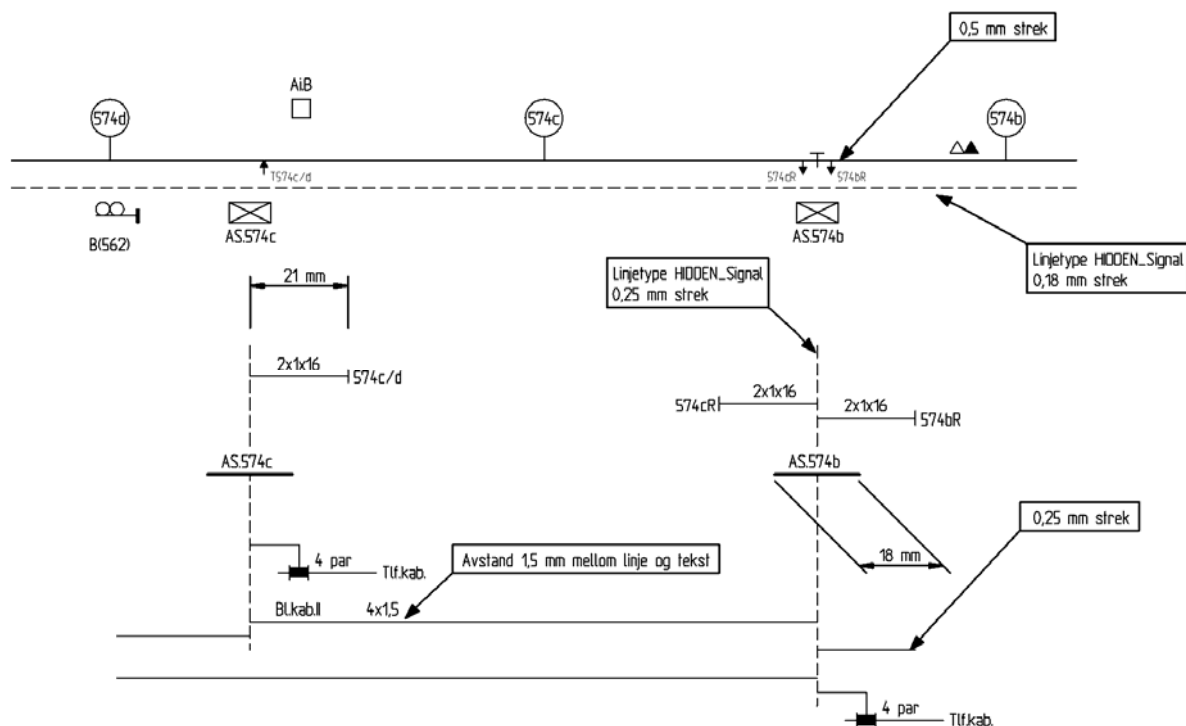 0,5 mm strek
Ai.B
574d
574c
574b
T574c/d
574cR
574bR
B(562)
AS.574c
AS.574b
Linjetype HIDDEN_Signal
0,18 mm strek
Linjetype HIDDEN_Signal
0,25 mm strek
21 mm
2x1x16
574c/d
574cR
2x1x16
2x1x16
574bR
AS.574c
AS.574b
0,25 mm strek
18 mm
4 par
Tlf.kab.
Avstand 1,5 mm mellom linje og tekst
Bl.kab.II
4x1,5
4 par
Tlf.kab.